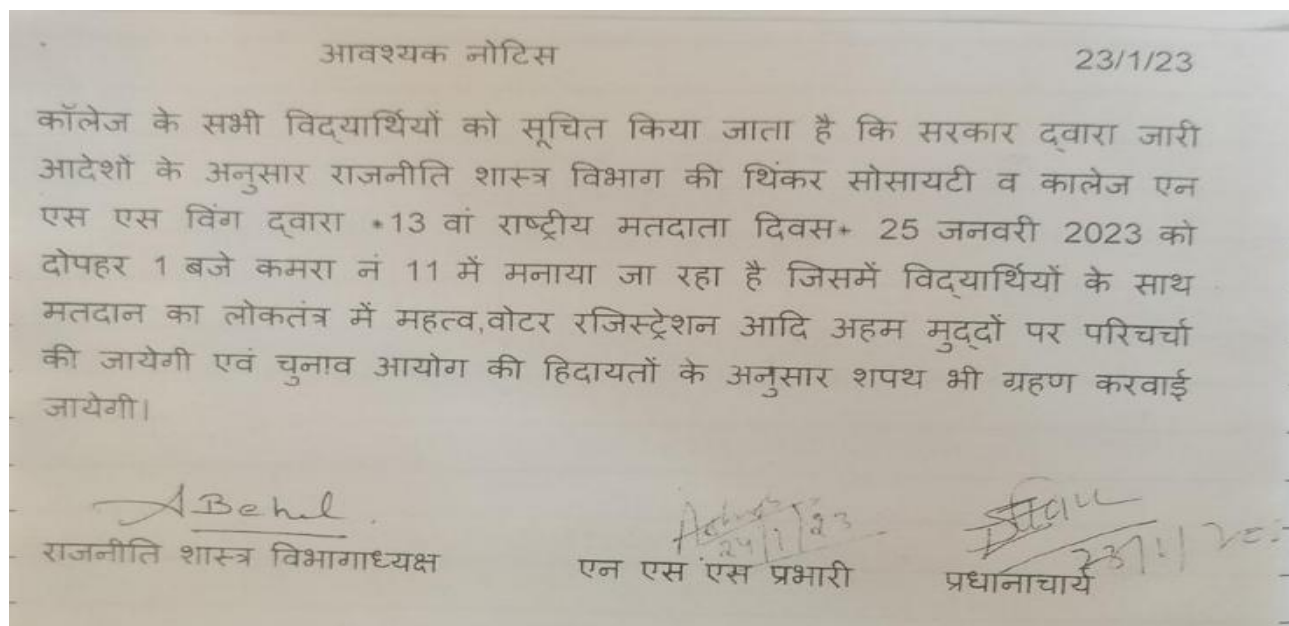 आवश्यक नोटिस 23/1/23
कॉलेज के सभी विद्यार्थियों को सूचित किया जाता है कि सरकार द्वारा जारी
आदेशों के अनुसार राजनीति शास्त्र विभाग की थिंकर सोसायटी व कालेज एन
एस एस विंग द्वारा *13 वां राष्ट्रीय मतदाता दिवस* 25 जनवरी 2023 को
दोपहर 1 बजे कमरा नं 11 में मनाया जा रहा है जिसमें विद्यार्थियों के साथ
मतदान का लोकतंत्र में महत्व,वोटर रजिस्ट्रेशन आदि अहम मुद्दों पर परिचर्चा
की जायेगी एवं चुनाव आयोग की हिदायतों के अनुसार शपथ भी ग्रहण करवाई
जायेगी।
ABehl
24/1/23
राजनीति शास्त्र विभागाध्यक्ष एन एस एस प्रभारी प्रधानाचार्य